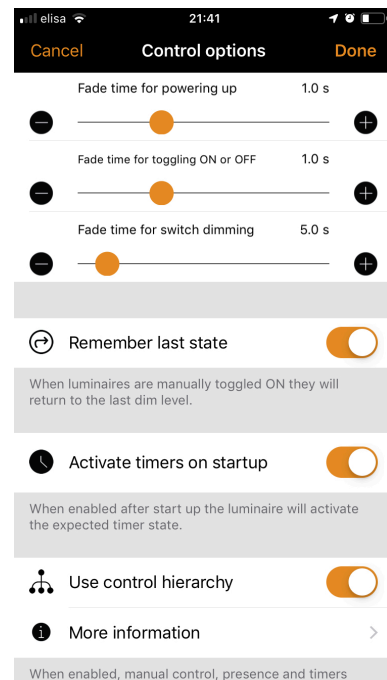 elisa 21:41
Cancel Control options Done
Fade time for powering up 1.0 s
Fade time for toggling ON or OFF 1.0 s
Fade time for switch dimming 5.0 s
Remember last state
When luminaires are manually toggled ON they will
return to the last dim level.
Activate timers on startup
When enabled after start up the luminaire will activate
the expected timer state.
Use control hierarchy
More information
When enabled, manual control, presence and timers